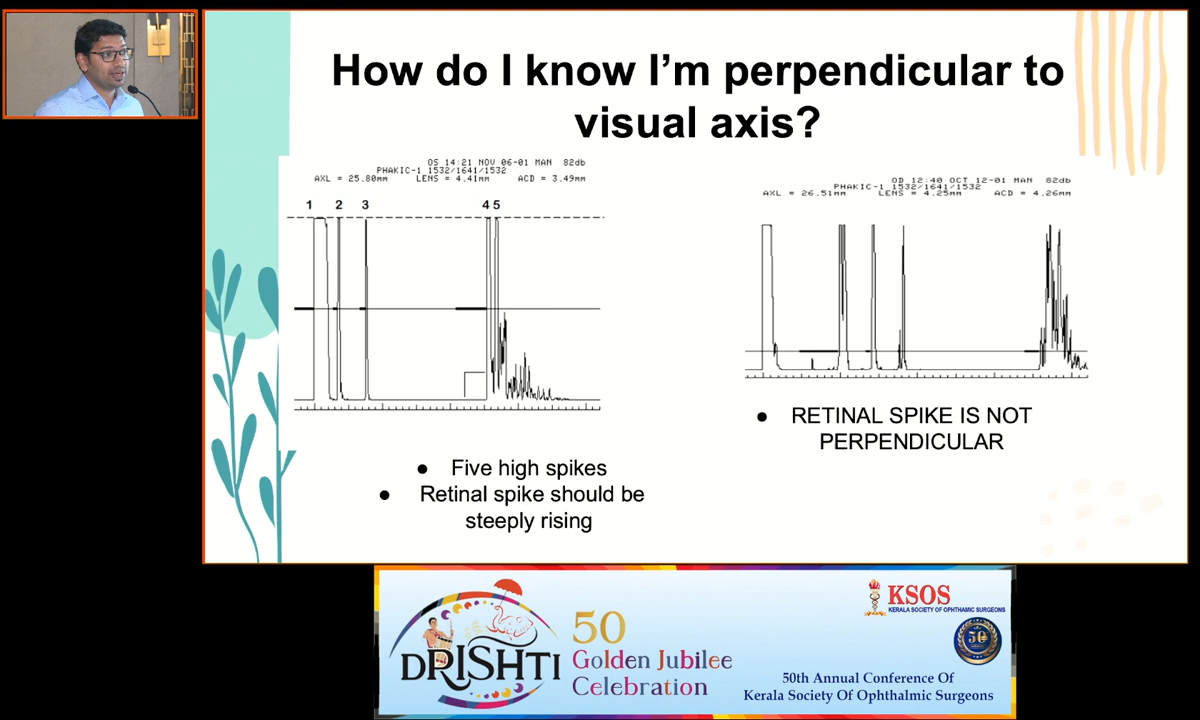 How do I know I'm perpendicular to
visual axis?
OS 14:21 NOV 06-01 MAN 82db
PHAKIC-1 1532/1641/1532
AXL = 25.80mm LENS = 4.41mm ACD = 3.49mm
1 2 3 4 5
● Five high spikes
● Retinal spike should be
steeply rising
OD 12:40 OCT 12-01 MAN 82db
PHAKIC-1 1532/1641/1532
AXL = 26.51mm LENS = 4.25mm ACD = 4.26mm
● RETINAL SPIKE IS NOT
PERPENDICULAR
DRISHTI
50
Golden Jubilee
Celebration
KSOS
KERALA SOCIETY OF OPHTHAMIC SURGEONS
50
50th Annual Conference Of
Kerala Society Of Ophthalmic Surgeons